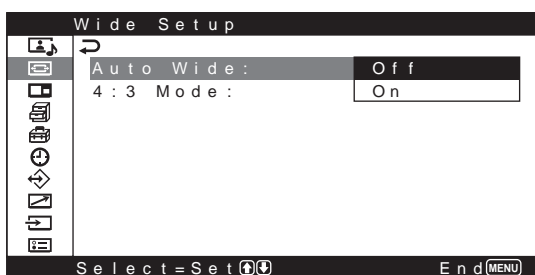 Wide Setup
Auto Wide: Off
4:3 Mode: On
Select=Set End MENU